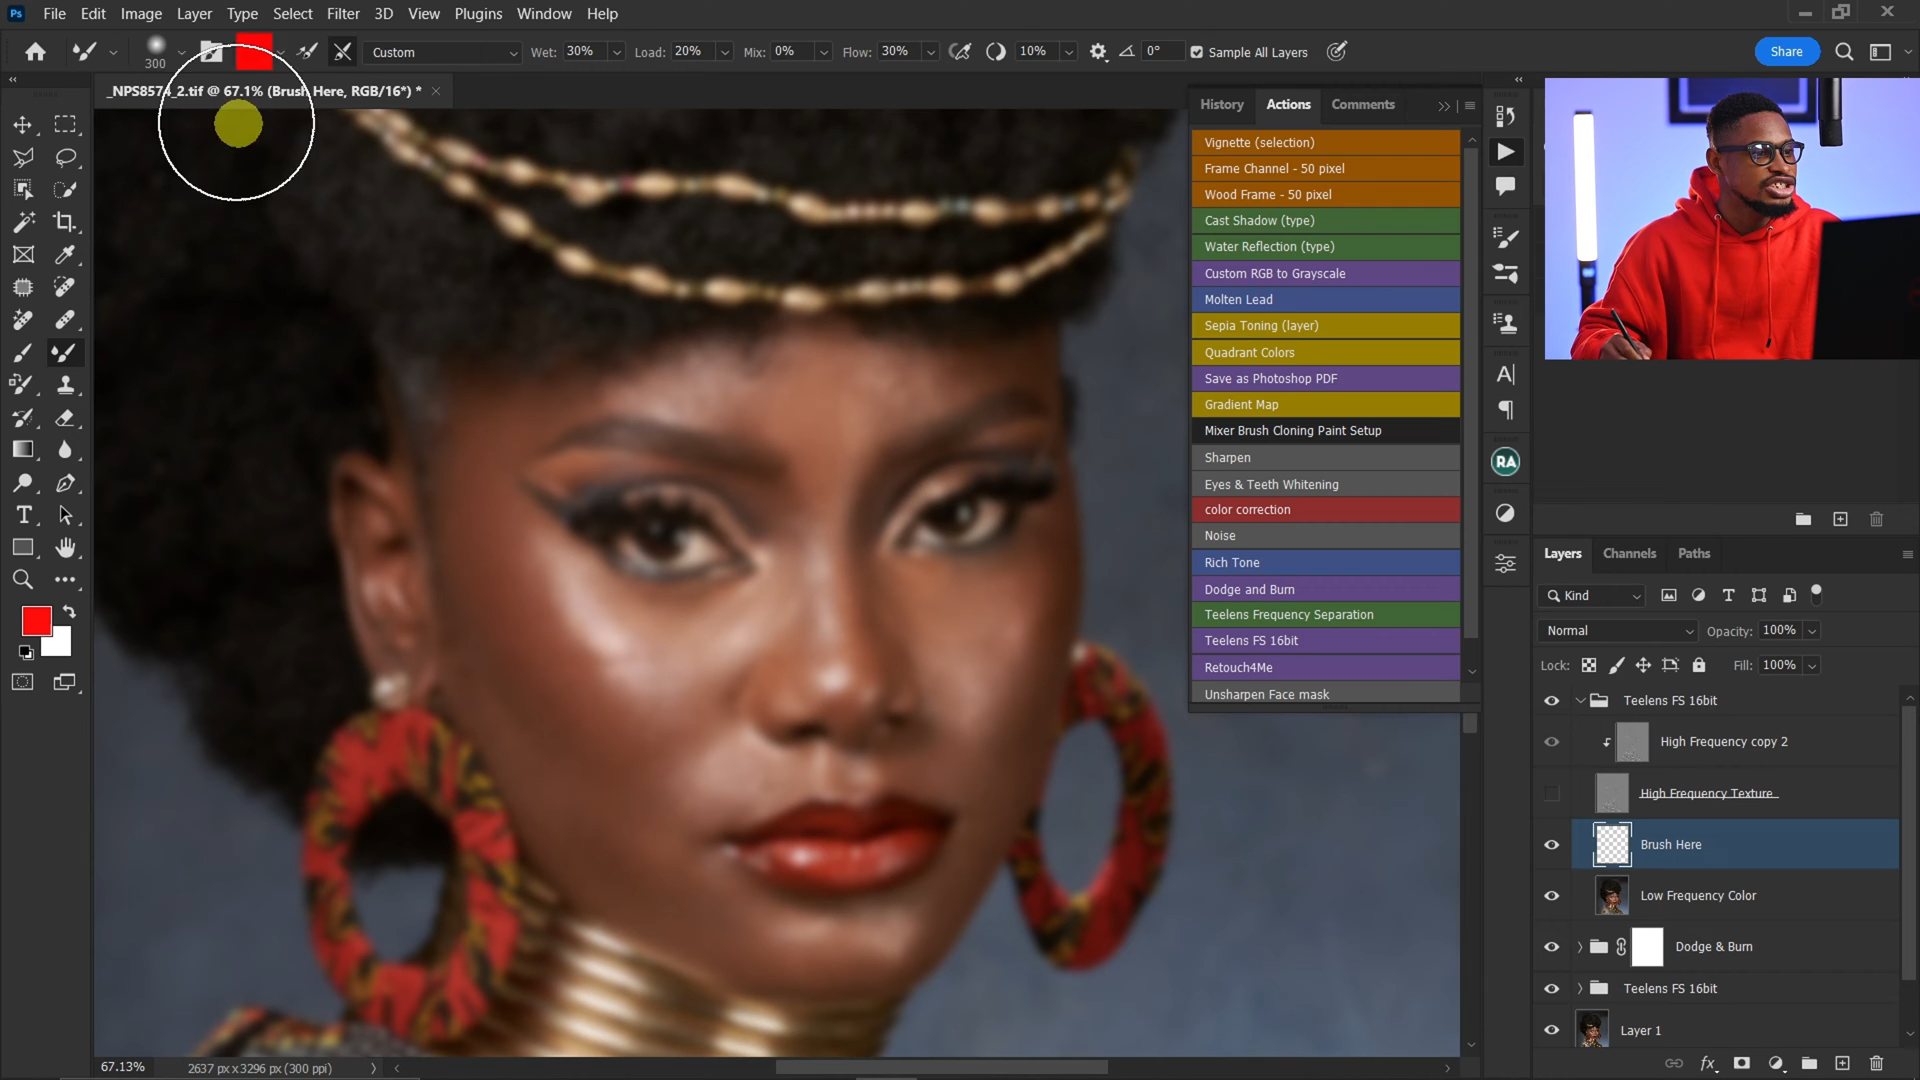 Ps File Edit Image Layer Type Select Filter 3D View Plugins Window Help
300 Custom Wet: 30% Load: 20% Mix: 0% Flow: 30% 10% 0° Sample All Layers Share
_NPS8574_2.tif @ 67.1% (Brush Here, RGB/16*) *
History Actions Comments
Vignette (selection)
Frame Channel - 50 pixel
Wood Frame - 50 pixel
Cast Shadow (type)
Water Reflection (type)
Custom RGB to Grayscale
Molten Lead
Sepia Toning (layer)
Quadrant Colors
Save as Photoshop PDF
Gradient Map
Mixer Brush Cloning Paint Setup
Sharpen
Eyes & Teeth Whitening
color correction
Noise
Rich Tone
Dodge and Burn
Teelens Frequency Separation
Teelens FS 16bit
Retouch4Me
Unsharpen Face mask
RA
Layers Channels Paths
Kind
Normal Opacity: 100%
Lock: Fill: 100%
Teelens FS 16bit
High Frequency copy 2
High Frequency Texture
Brush Here
Low Frequency Color
Dodge & Burn
Teelens FS 16bit
Layer 1
67.13% 2637 px x 3296 px (300 ppi)
fx